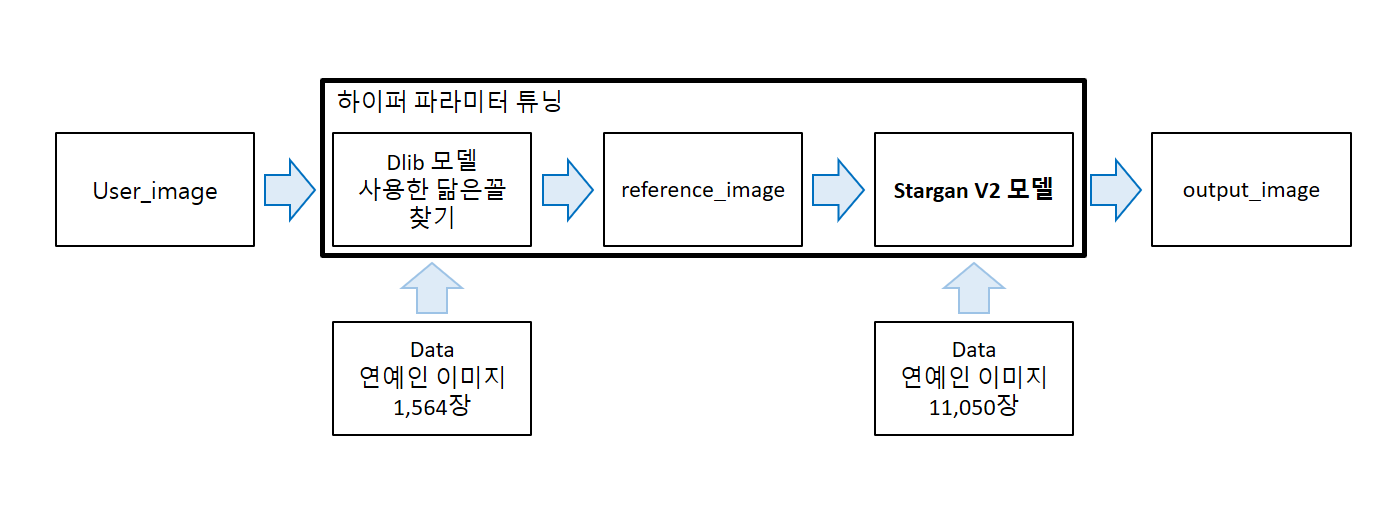 하이퍼 파라미터 튜닝
User_image
Dlib 모델
사용한 닮은꼴
찾기
reference_image
Stargan V2 모델
output_image
Data
연예인 이미지
1,564장
Data
연예인 이미지
11,050장